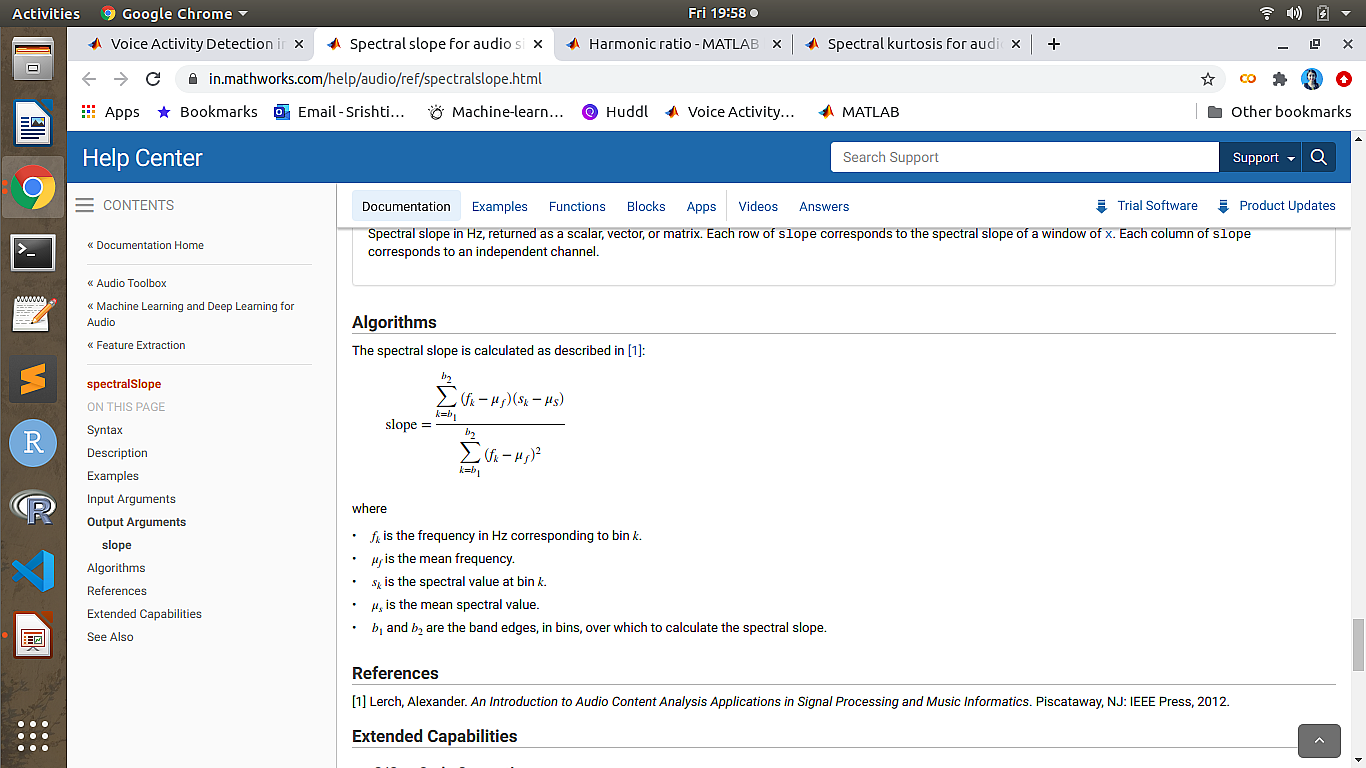 Activities Google Chrome Fri 19:58
Voice Activity Detection i Spectral slope for audio s Harmonic ratio - MATLAB Spectral kurtosis for audi
in.mathworks.com/help/audio/ref/spectralslope.html
Apps Bookmarks Email - Srishti... Machine-learn... Huddl Voice Activity... MATLAB Other bookmarks
Help Center Search Support Support
CONTENTS
« Documentation Home
« Audio Toolbox
« Machine Learning and Deep Learning for
Audio
« Feature Extraction
spectralSlope
ON THIS PAGE
Syntax
Description
Examples
Input Arguments
Output Arguments
slope
Algorithms
References
Extended Capabilities
See Also
Documentation Examples Functions Blocks Apps Videos Answers Trial Software Product Updates
Spectral slope in Hz, returned as a scalar, vector, or matrix. Each row of slope corresponds to the spectral slope of a window of x. Each column of slope
corresponds to an independent channel.
Algorithms
The spectral slope is calculated as described in [1]:
slope = ∑_{k=b₁}^{b₂} (f_k − μ_f)(s_k − μ_s) / ∑_{k=b₁}^{b₂} (f_k − μ_f)²
where
• f_k is the frequency in Hz corresponding to bin k.
• μ_f is the mean frequency.
• s_k is the spectral value at bin k.
• μ_s is the mean spectral value.
• b₁ and b₂ are the band edges, in bins, over which to calculate the spectral slope.
References
[1] Lerch, Alexander. An Introduction to Audio Content Analysis Applications in Signal Processing and Music Informatics. Piscataway, NJ: IEEE Press, 2012.
Extended Capabilities